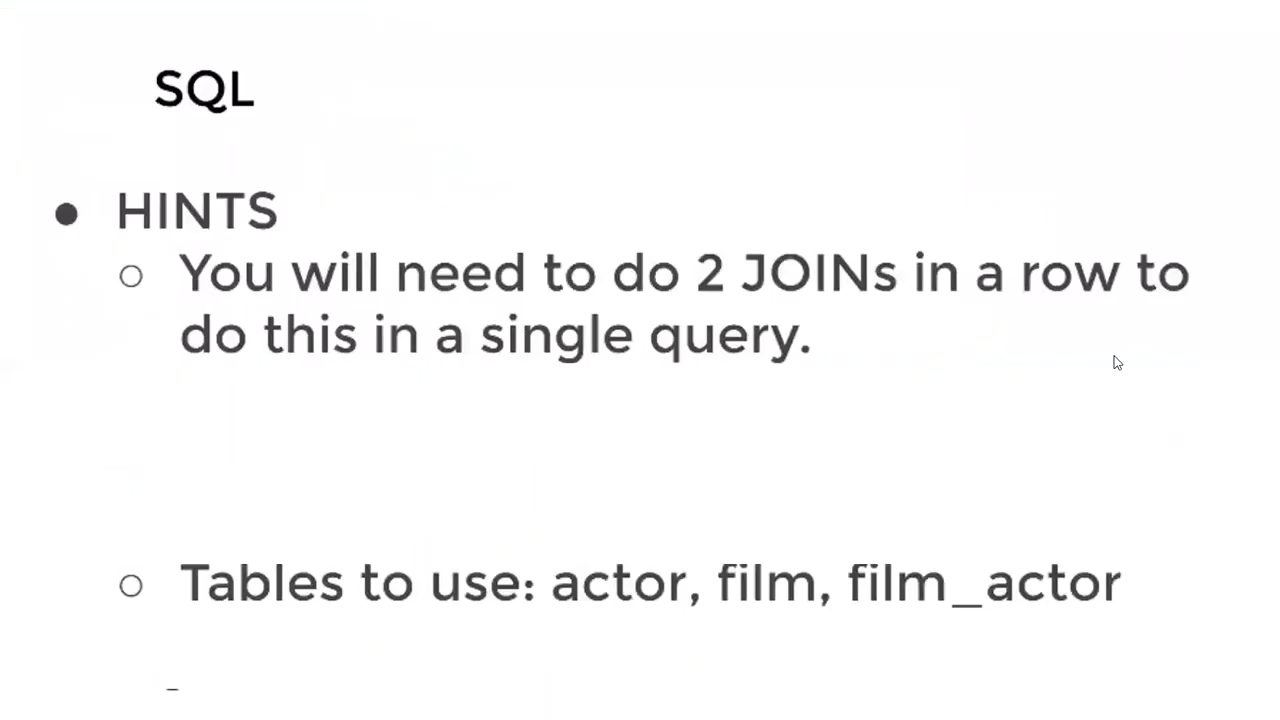 SQL
● HINTS
○ You will need to do 2 JOINs in a row to
do this in a single query.
○ Tables to use: actor, film, film_actor